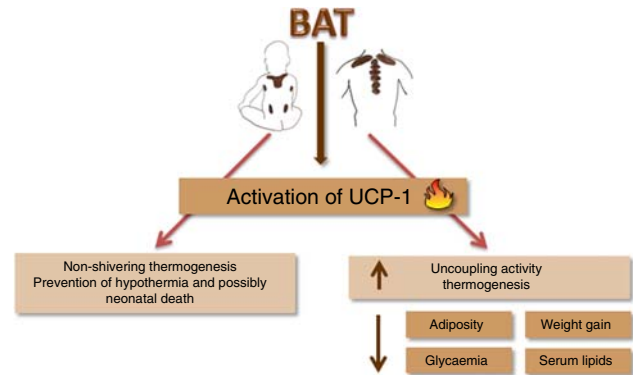 BAT
Activation of UCP-1
Non-shivering thermogenesis
Prevention of hypothermia and possibly
neonatal death
Uncoupling activity
thermogenesis
Adiposity
Weight gain
Glycaemia
Serum lipids